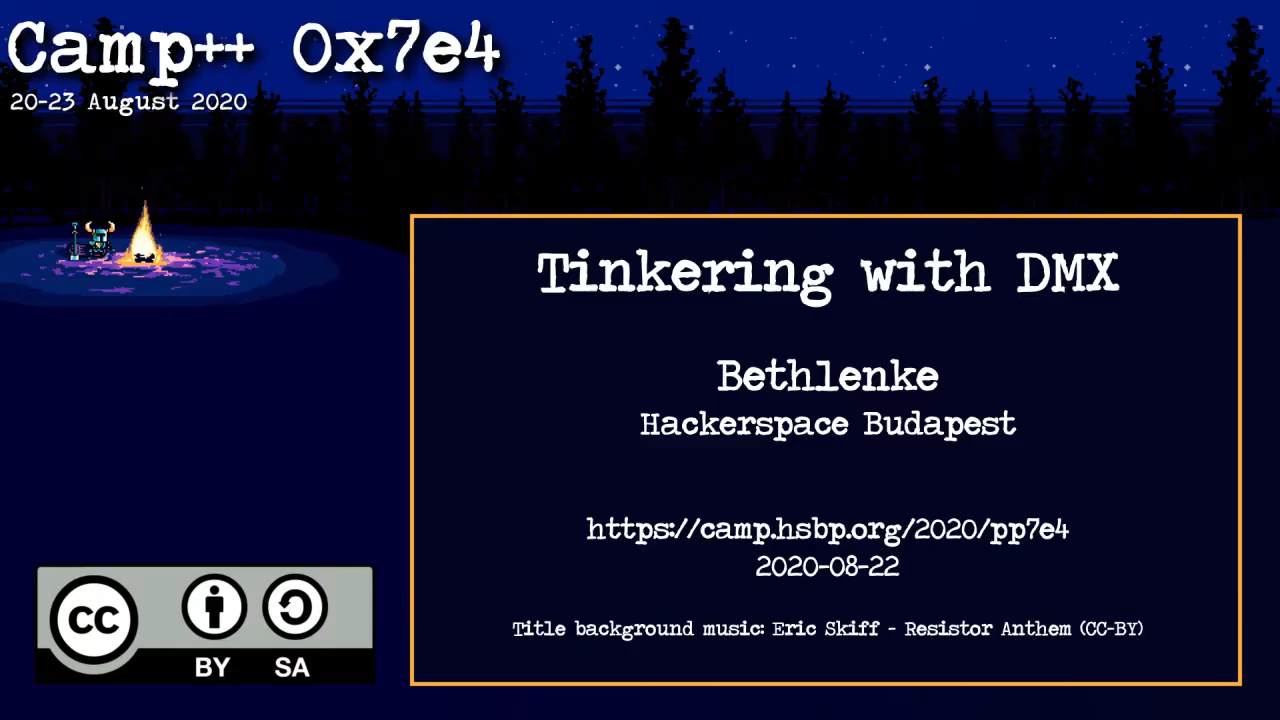 Camp++ 0x7e4
20-23 August 2020
Tinkering with DMX
Bethlenke
Hackerspace Budapest
https://camp.hsbp.org/2020/pp7e4
2020-08-22
Title background music: Eric Skiff - Resistor Anthem (CC-BY)
CC
BY SA